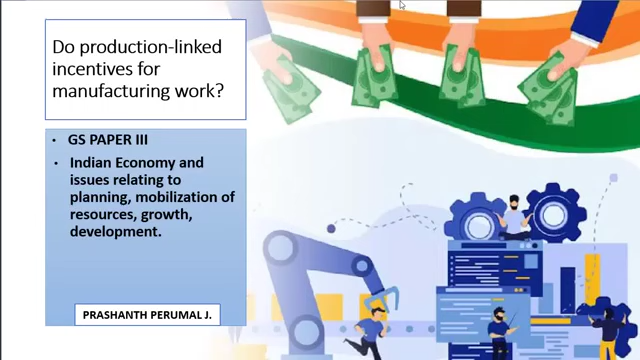 Do production-linked
incentives for
manufacturing work?
• GS PAPER III
• Indian Economy and
issues relating to
planning, mobilization of
resources, growth,
development.
PRASHANTH PERUMAL J.